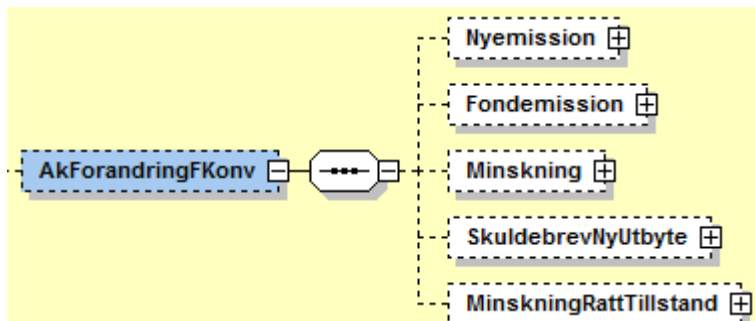 Nyemission
Fondemission
AkForandringFKonv
Minskning
SkuldebrevNyUtbyte
MinskningRattTillstand